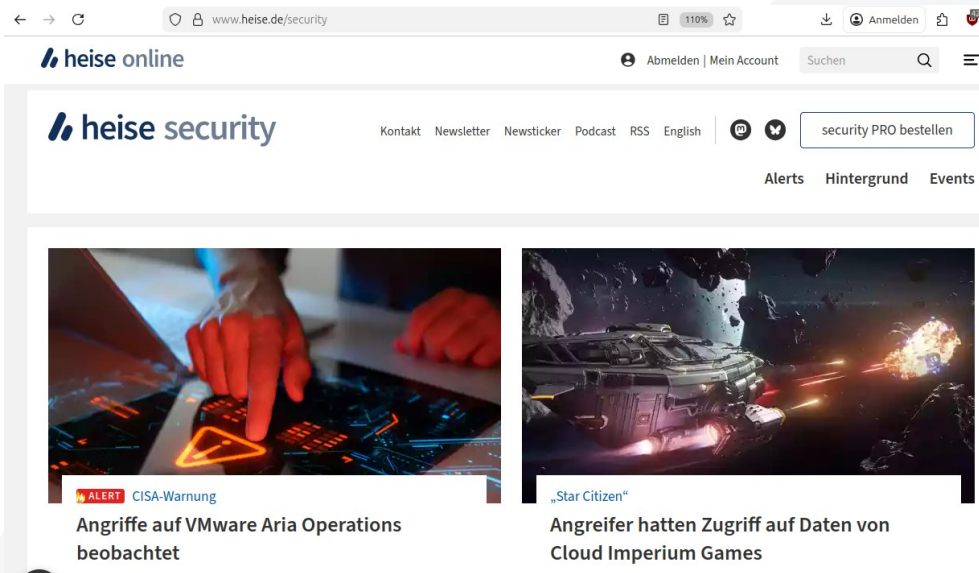 www.heise.de/security
110%
Anmelden
heise online
Abmelden | Mein Account
Suchen
heise security
Kontakt Newsletter Newsticker Podcast RSS English
security PRO bestellen
Alerts Hintergrund Events
ALERT CISA-Warnung
Angriffe auf VMware Aria Operations
beobachtet
„Star Citizen“
Angreifer hatten Zugriff auf Daten von
Cloud Imperium Games